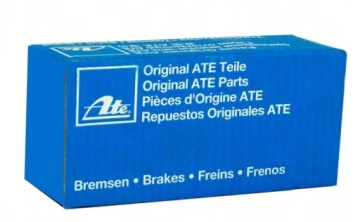 Ate
Original ATE Teile
Original ATE Parts
Pièces d'Origine ATE
Repuestos Originales ATE
Bremsen • Brakes • Freins • Frenos